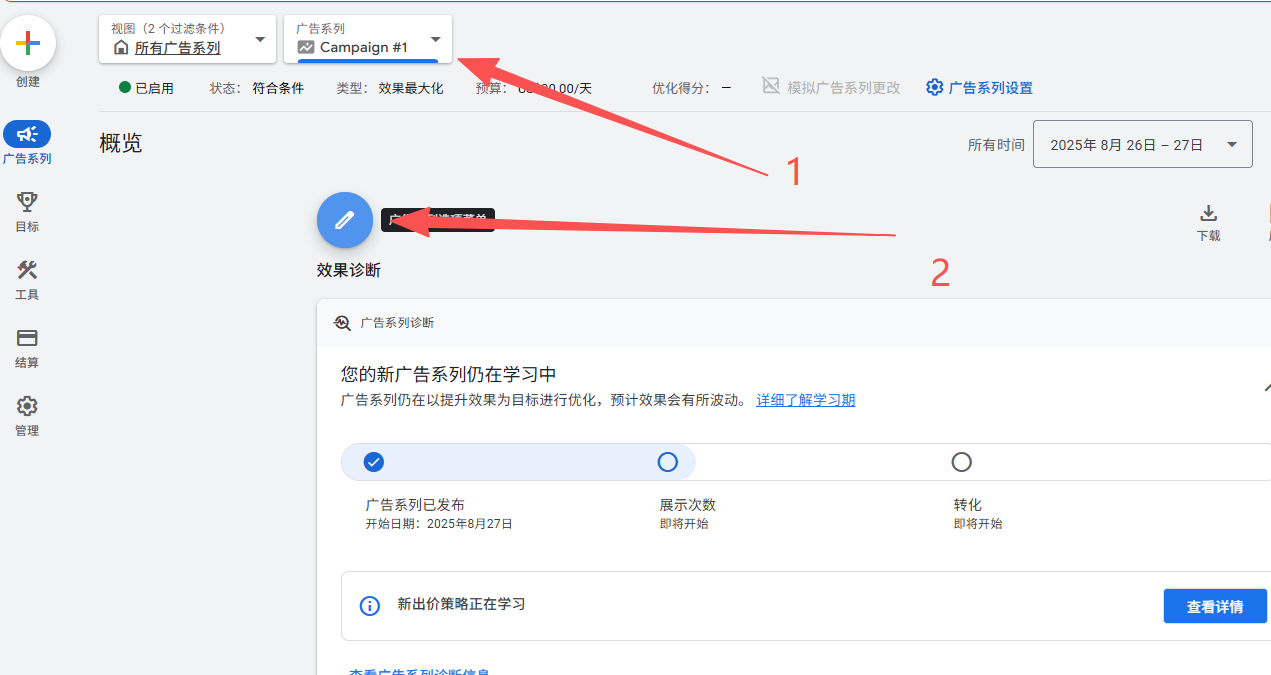 视图（2 个过滤条件）
所有广告系列
广告系列
Campaign #1
创建
已启用
状态： 符合条件
类型： 效果最大化
预算： 00.00/天
优化得分： –
模拟广告系列更改
广告系列设置
广告系列
概览
所有时间
2025年 8月 26日 – 27日
1
目标
下载
2
效果诊断
工具
广告系列诊断
结算
您的新广告系列仍在学习中
广告系列仍在以提升效果为目标进行优化，预计效果会有所波动。 详细了解学习期
管理
广告系列已发布
开始日期：2025年8月27日
展示次数
即将开始
转化
即将开始
新出价策略正在学习
查看详情
查看广告系列诊断信息